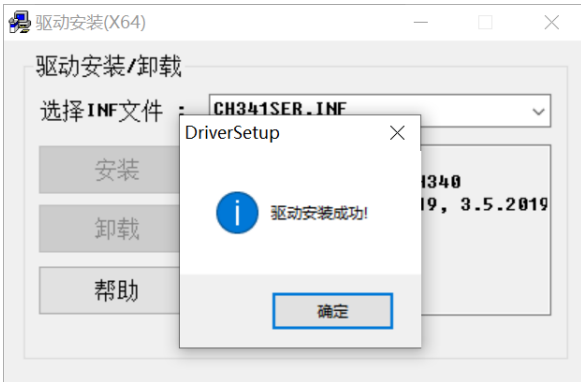 驱动安装(X64)
驱动安装/卸载
选择INF文件 :
CH341SER.INF
DriverSetup
安装
H340
19, 3.5.2019
驱动安装成功!
卸载
帮助
确定